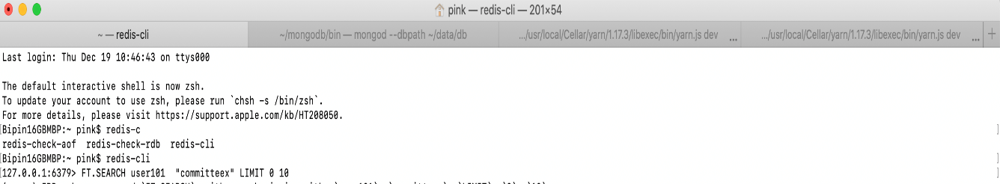 pink — redis-cli — 201×54
~ — redis-cli
~/mongodb/bin — mongod --dbpath ~/data/db
.../usr/local/Cellar/yarn/1.17.3/libexec/bin/yarn.js dev ...
.../usr/local/Cellar/yarn/1.17.3/libexec/bin/yarn.js dev ...
Last login: Thu Dec 19 10:46:43 on ttys000
The default interactive shell is now zsh.
To update your account to use zsh, please run `chsh -s /bin/zsh`.
For more details, please visit https://support.apple.com/kb/HT208050.
[Bipin16GBMBP:~ pink$ redis-c ]
redis-check-aof redis-check-rdb redis-cli
[Bipin16GBMBP:~ pink$ redis-cli ]
[127.0.0.1:6379> FT.SEARCH user101 "committeex" LIMIT 0 10 ]